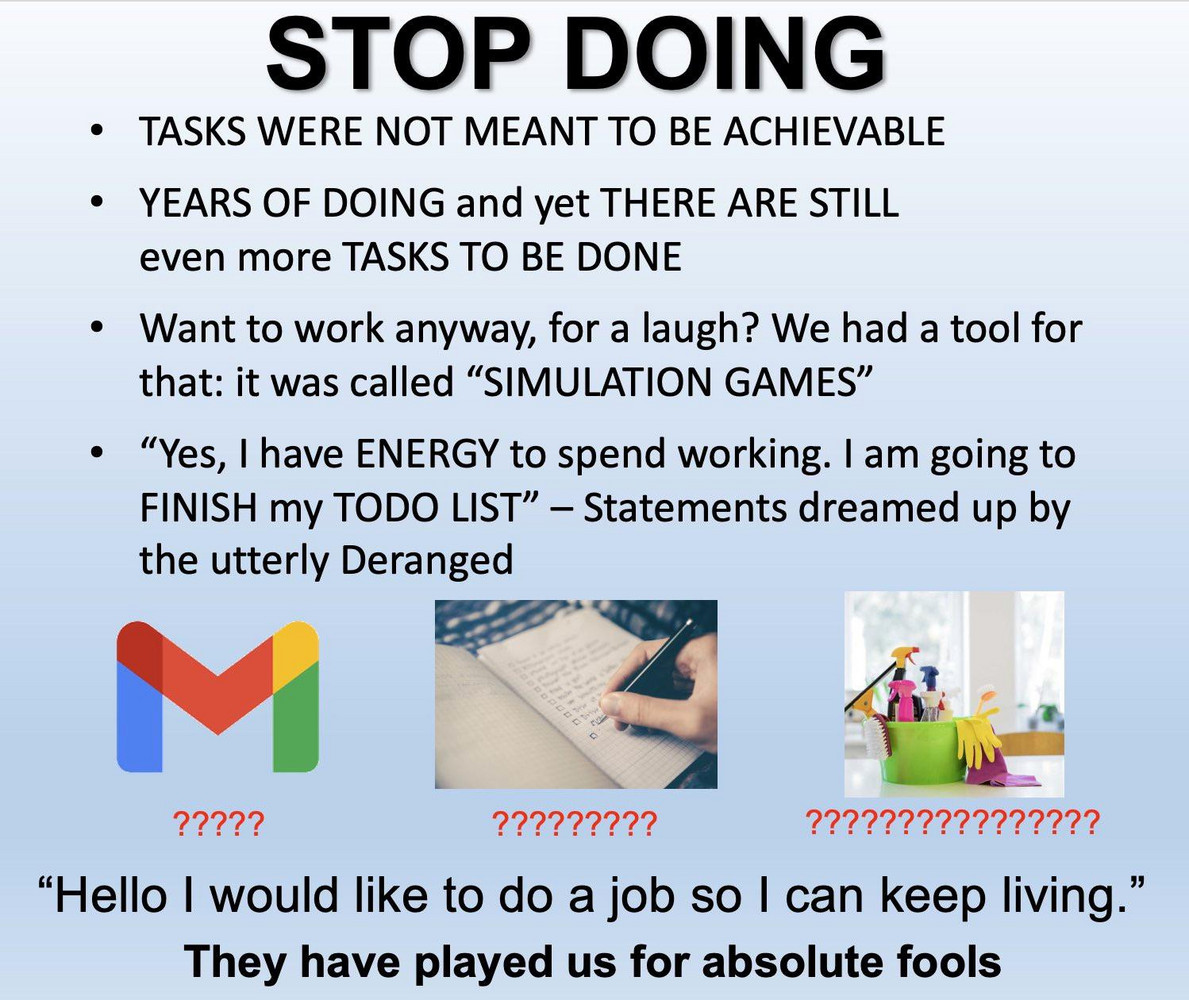 STOP DOING
• TASKS WERE NOT MEANT TO BE ACHIEVABLE
• YEARS OF DOING and yet THERE ARE STILL
even more TASKS TO BE DONE
• Want to work anyway, for a laugh? We had a tool for
that: it was called “SIMULATION GAMES”
• “Yes, I have ENERGY to spend working. I am going to
FINISH my TODO LIST” – Statements dreamed up by
the utterly Deranged
?????
?????????
????????????????
“Hello I would like to do a job so I can keep living.”
They have played us for absolute fools